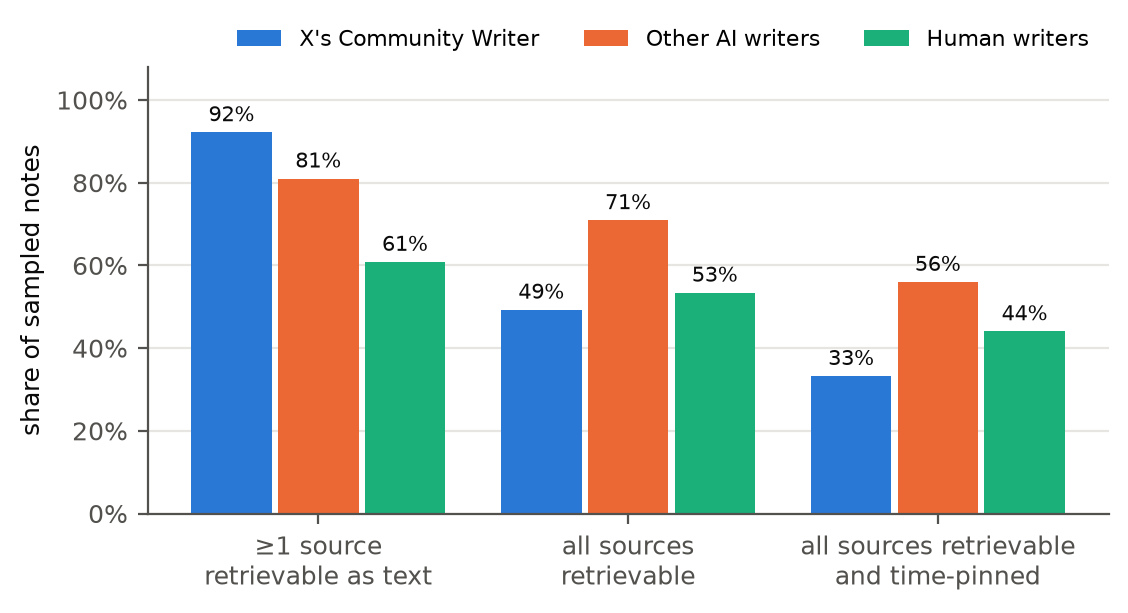 X's Community Writer
Other AI writers
Human writers
share of sampled notes
100%
80%
60%
40%
20%
0%
92%
81%
61%
49%
71%
53%
33%
56%
44%
≥1 source
retrievable as text
all sources
retrievable
all sources retrievable
and time-pinned